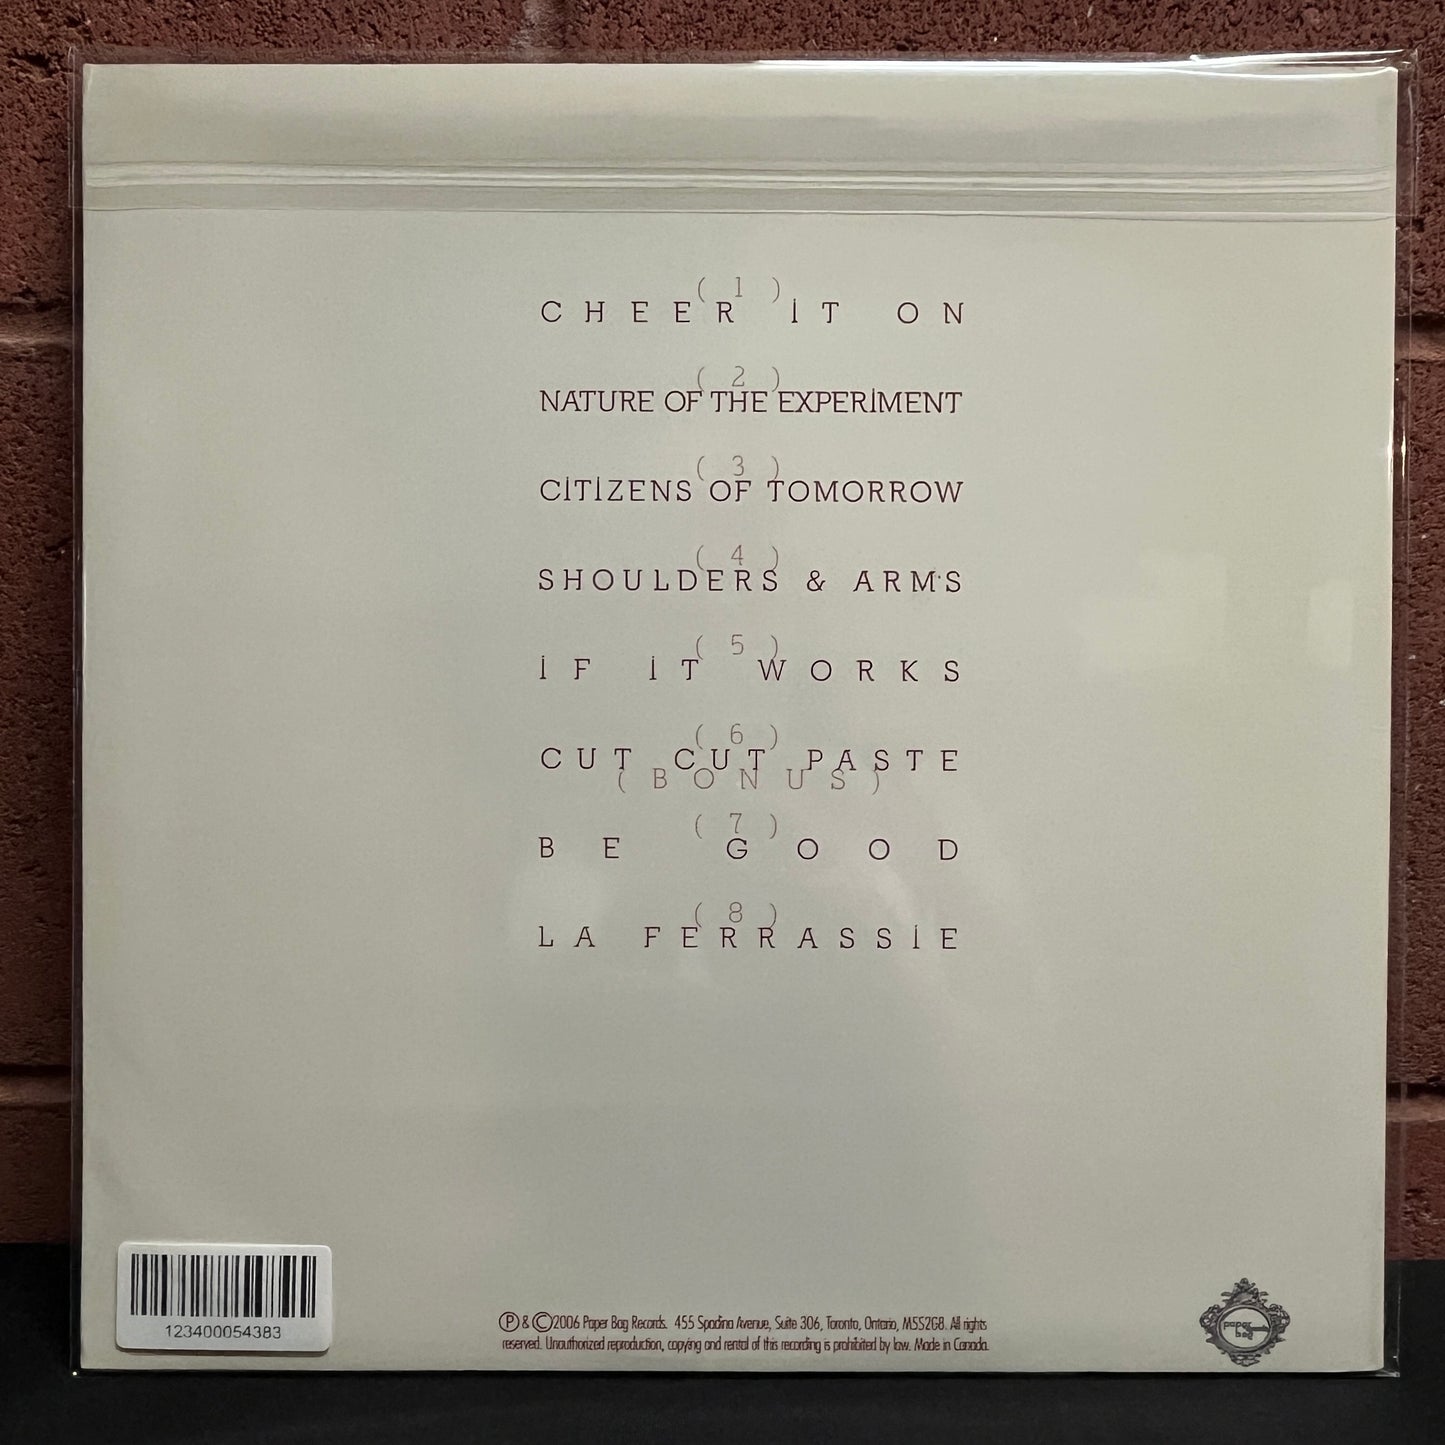 ( 1 )
CHEER IT ON
( 2 )
NATURE OF THE EXPERIMENT
( 3 )
CITIZENS OF TOMORROW
( 4 )
SHOULDERS & ARMS
( 5 )
IF IT WORKS
( 6 )
CUT CUT PASTE
( BONUS )
( 7 )
BE GOOD
( 8 )
LA FERRASSIE
123400054383
Ⓟ & ©2006 Paper Bag Records. 455 Spadina Avenue, Suite 306, Toronto, Ontario, M5S2G8. All rights
reserved. Unauthorized reproduction, copying and rental of this recording is prohibited by law. Made in Canada.
paper
bag